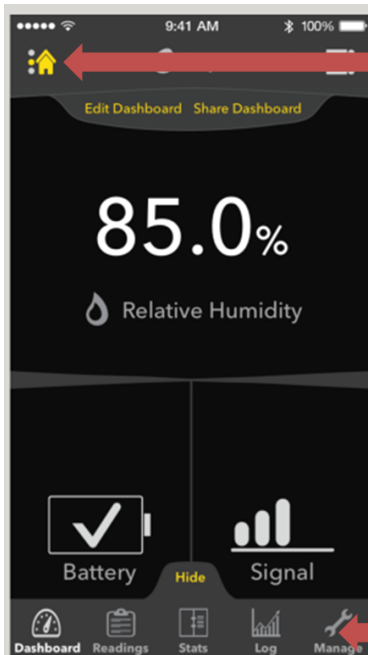 9:41 AM 100%
Edit Dashboard Share Dashboard
85.0%
Relative Humidity
Battery Signal
Hide
Dashboard Readings Stats Log Manage